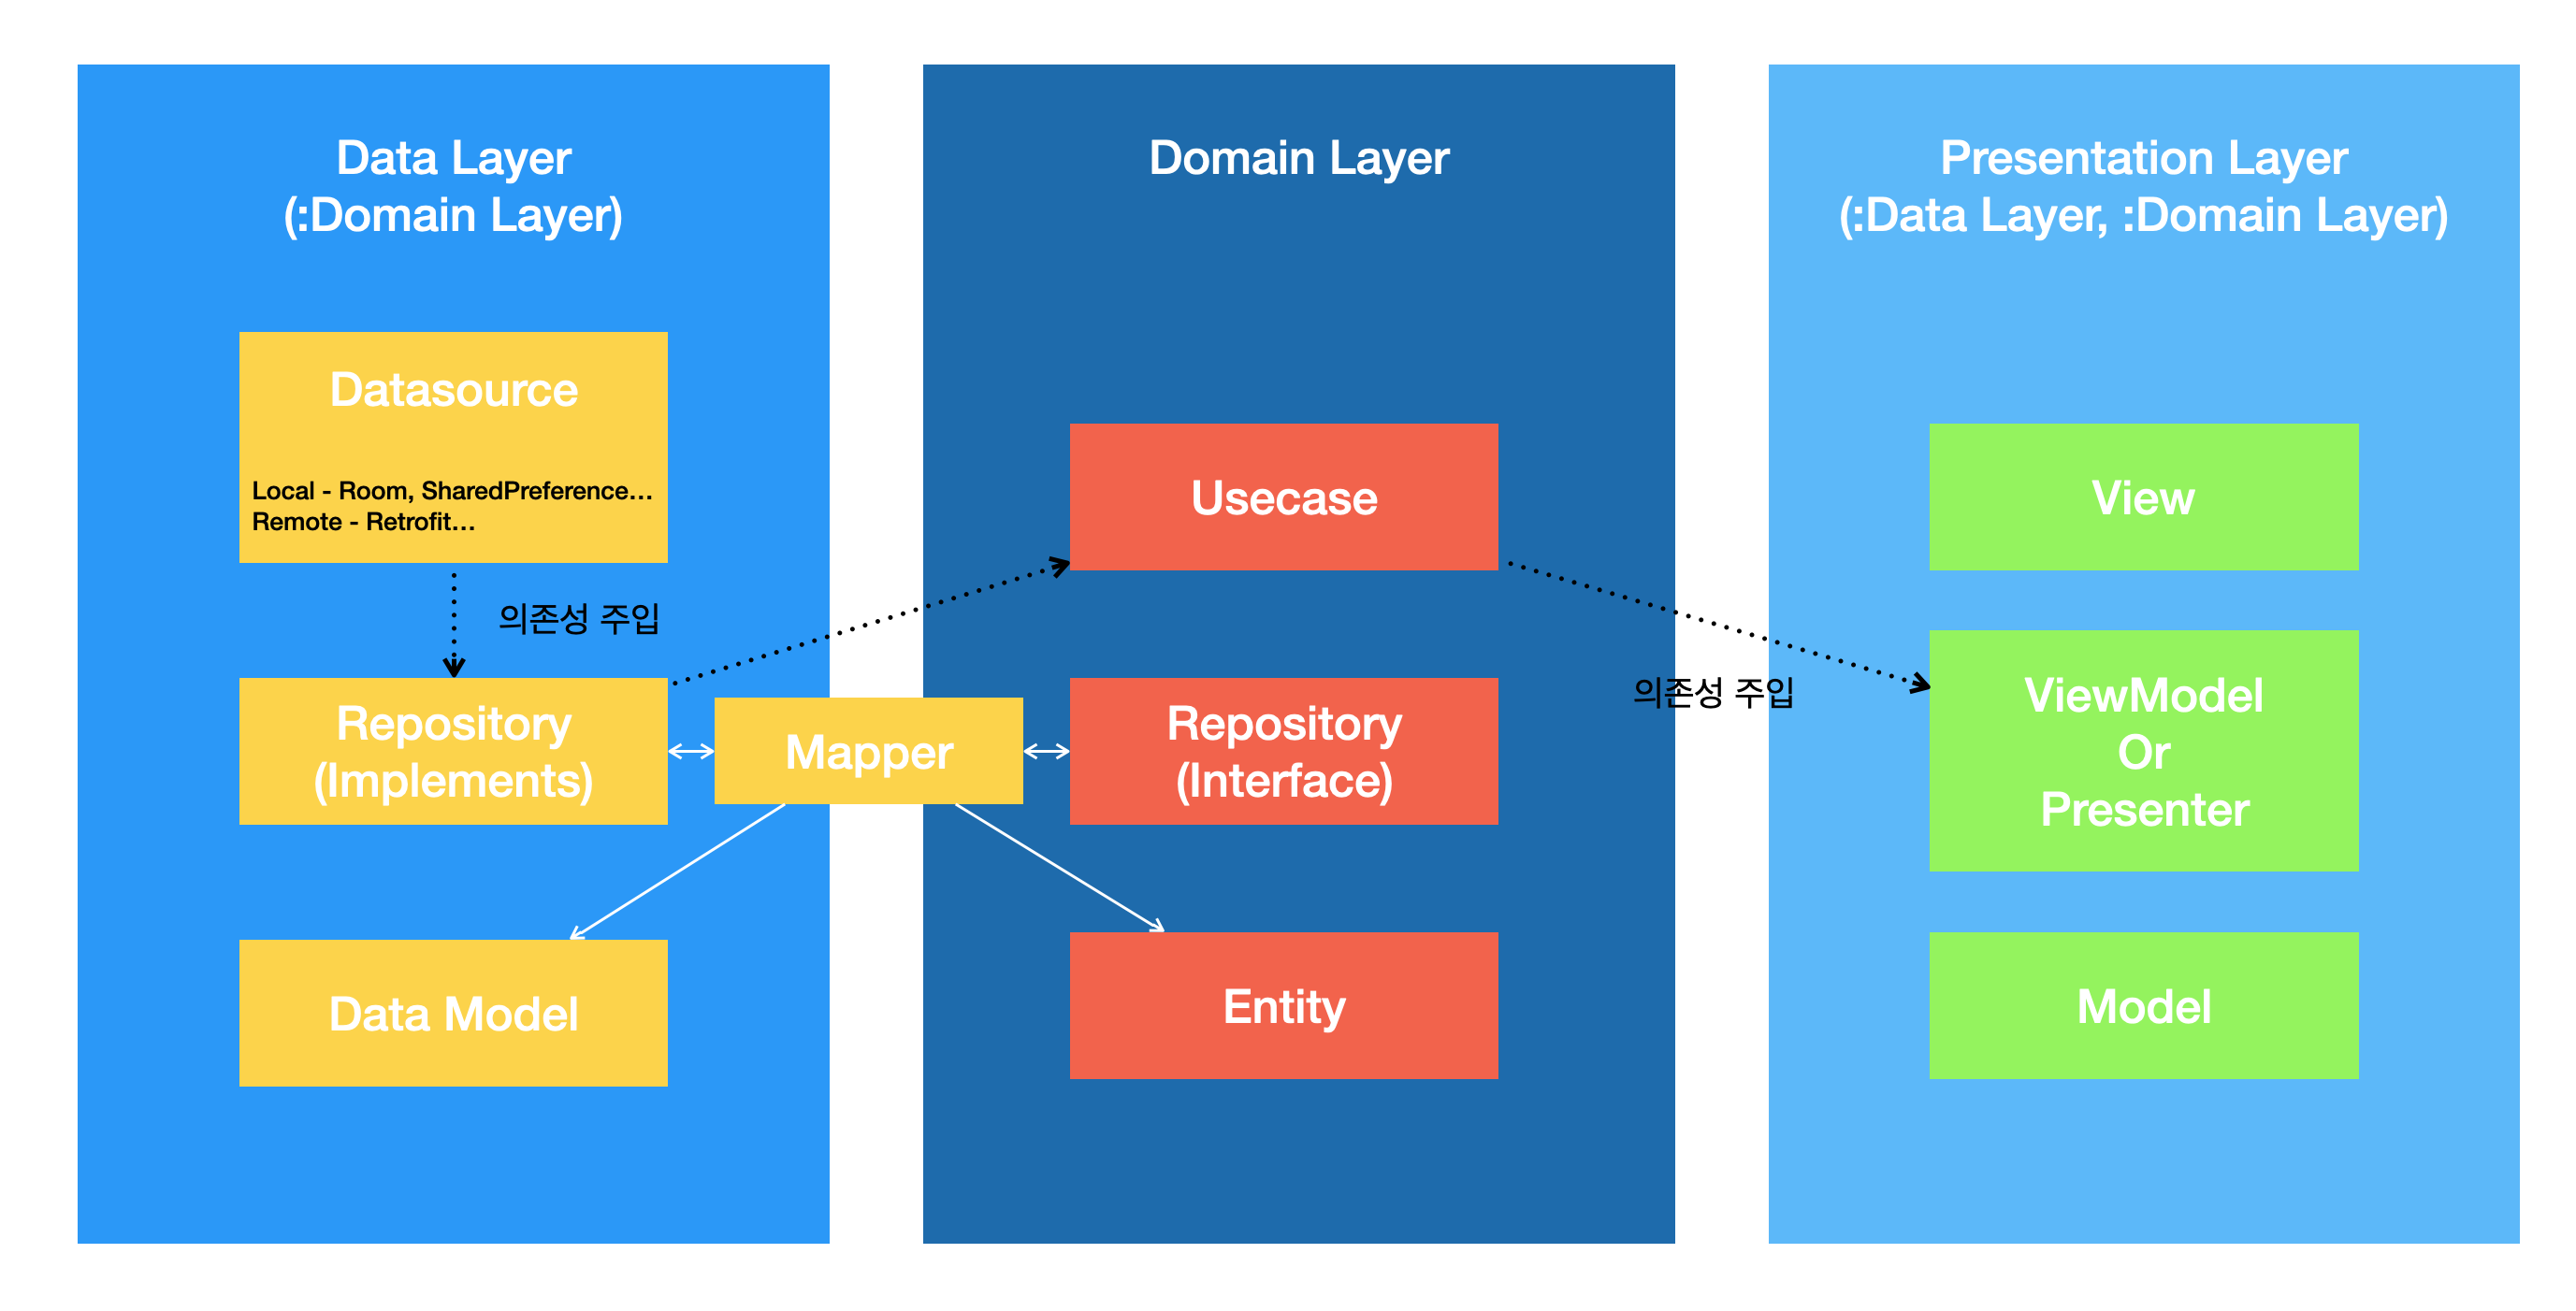 Data Layer
(:Domain Layer)
Datasource
Local - Room, SharedPreference...
Remote - Retrofit...
의존성 주입
Repository
(Implements)
Mapper
Data Model
Domain Layer
Usecase
Repository
(Interface)
Entity
의존성 주입
Presentation Layer
(:Data Layer, :Domain Layer)
View
ViewModel
Or
Presenter
Model